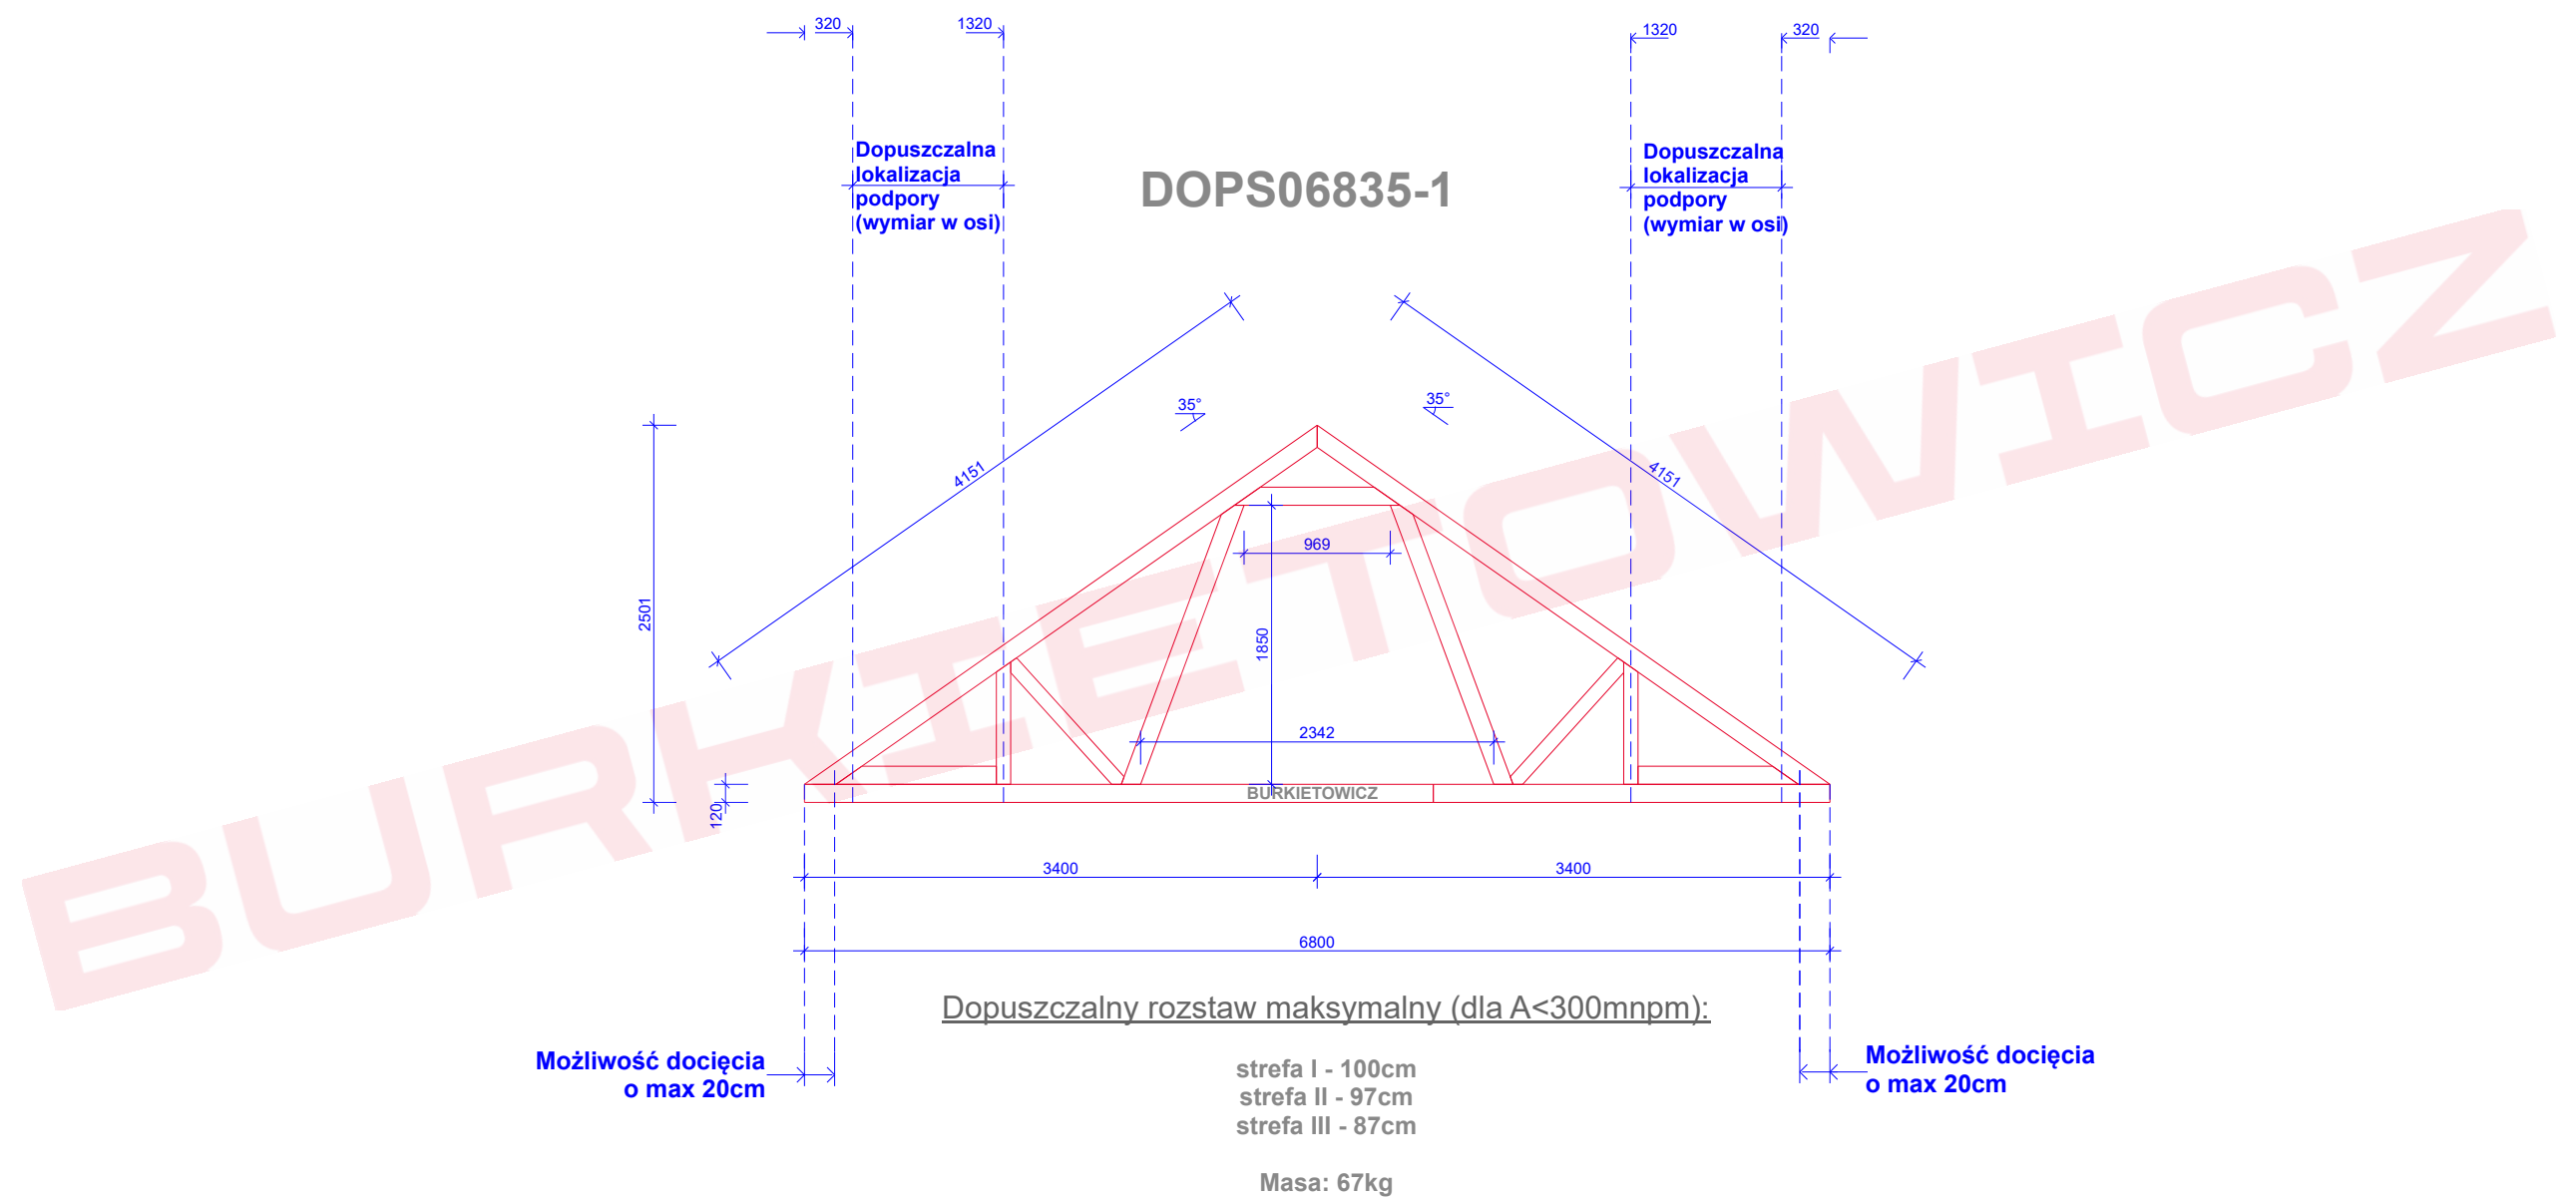 320
1320
1320
320
Dopuszczalna
lokalizacja
podpory
(wymiar w osi)
DOPS06835-1
Dopuszczalna
lokalizacja
podpory
(wymiar w osi)
35°
35°
4151
4151
2501
969
1850
2342
120
BURKIETOWICZ
BURKIETOWICZ
3400
3400
6800
Dopuszczalny rozstaw maksymalny (dla A<300mnpm):
Możliwość docięcia
o max 20cm
Możliwość docięcia
o max 20cm
strefa I - 100cm
strefa II - 97cm
strefa III - 87cm
Masa: 67kg